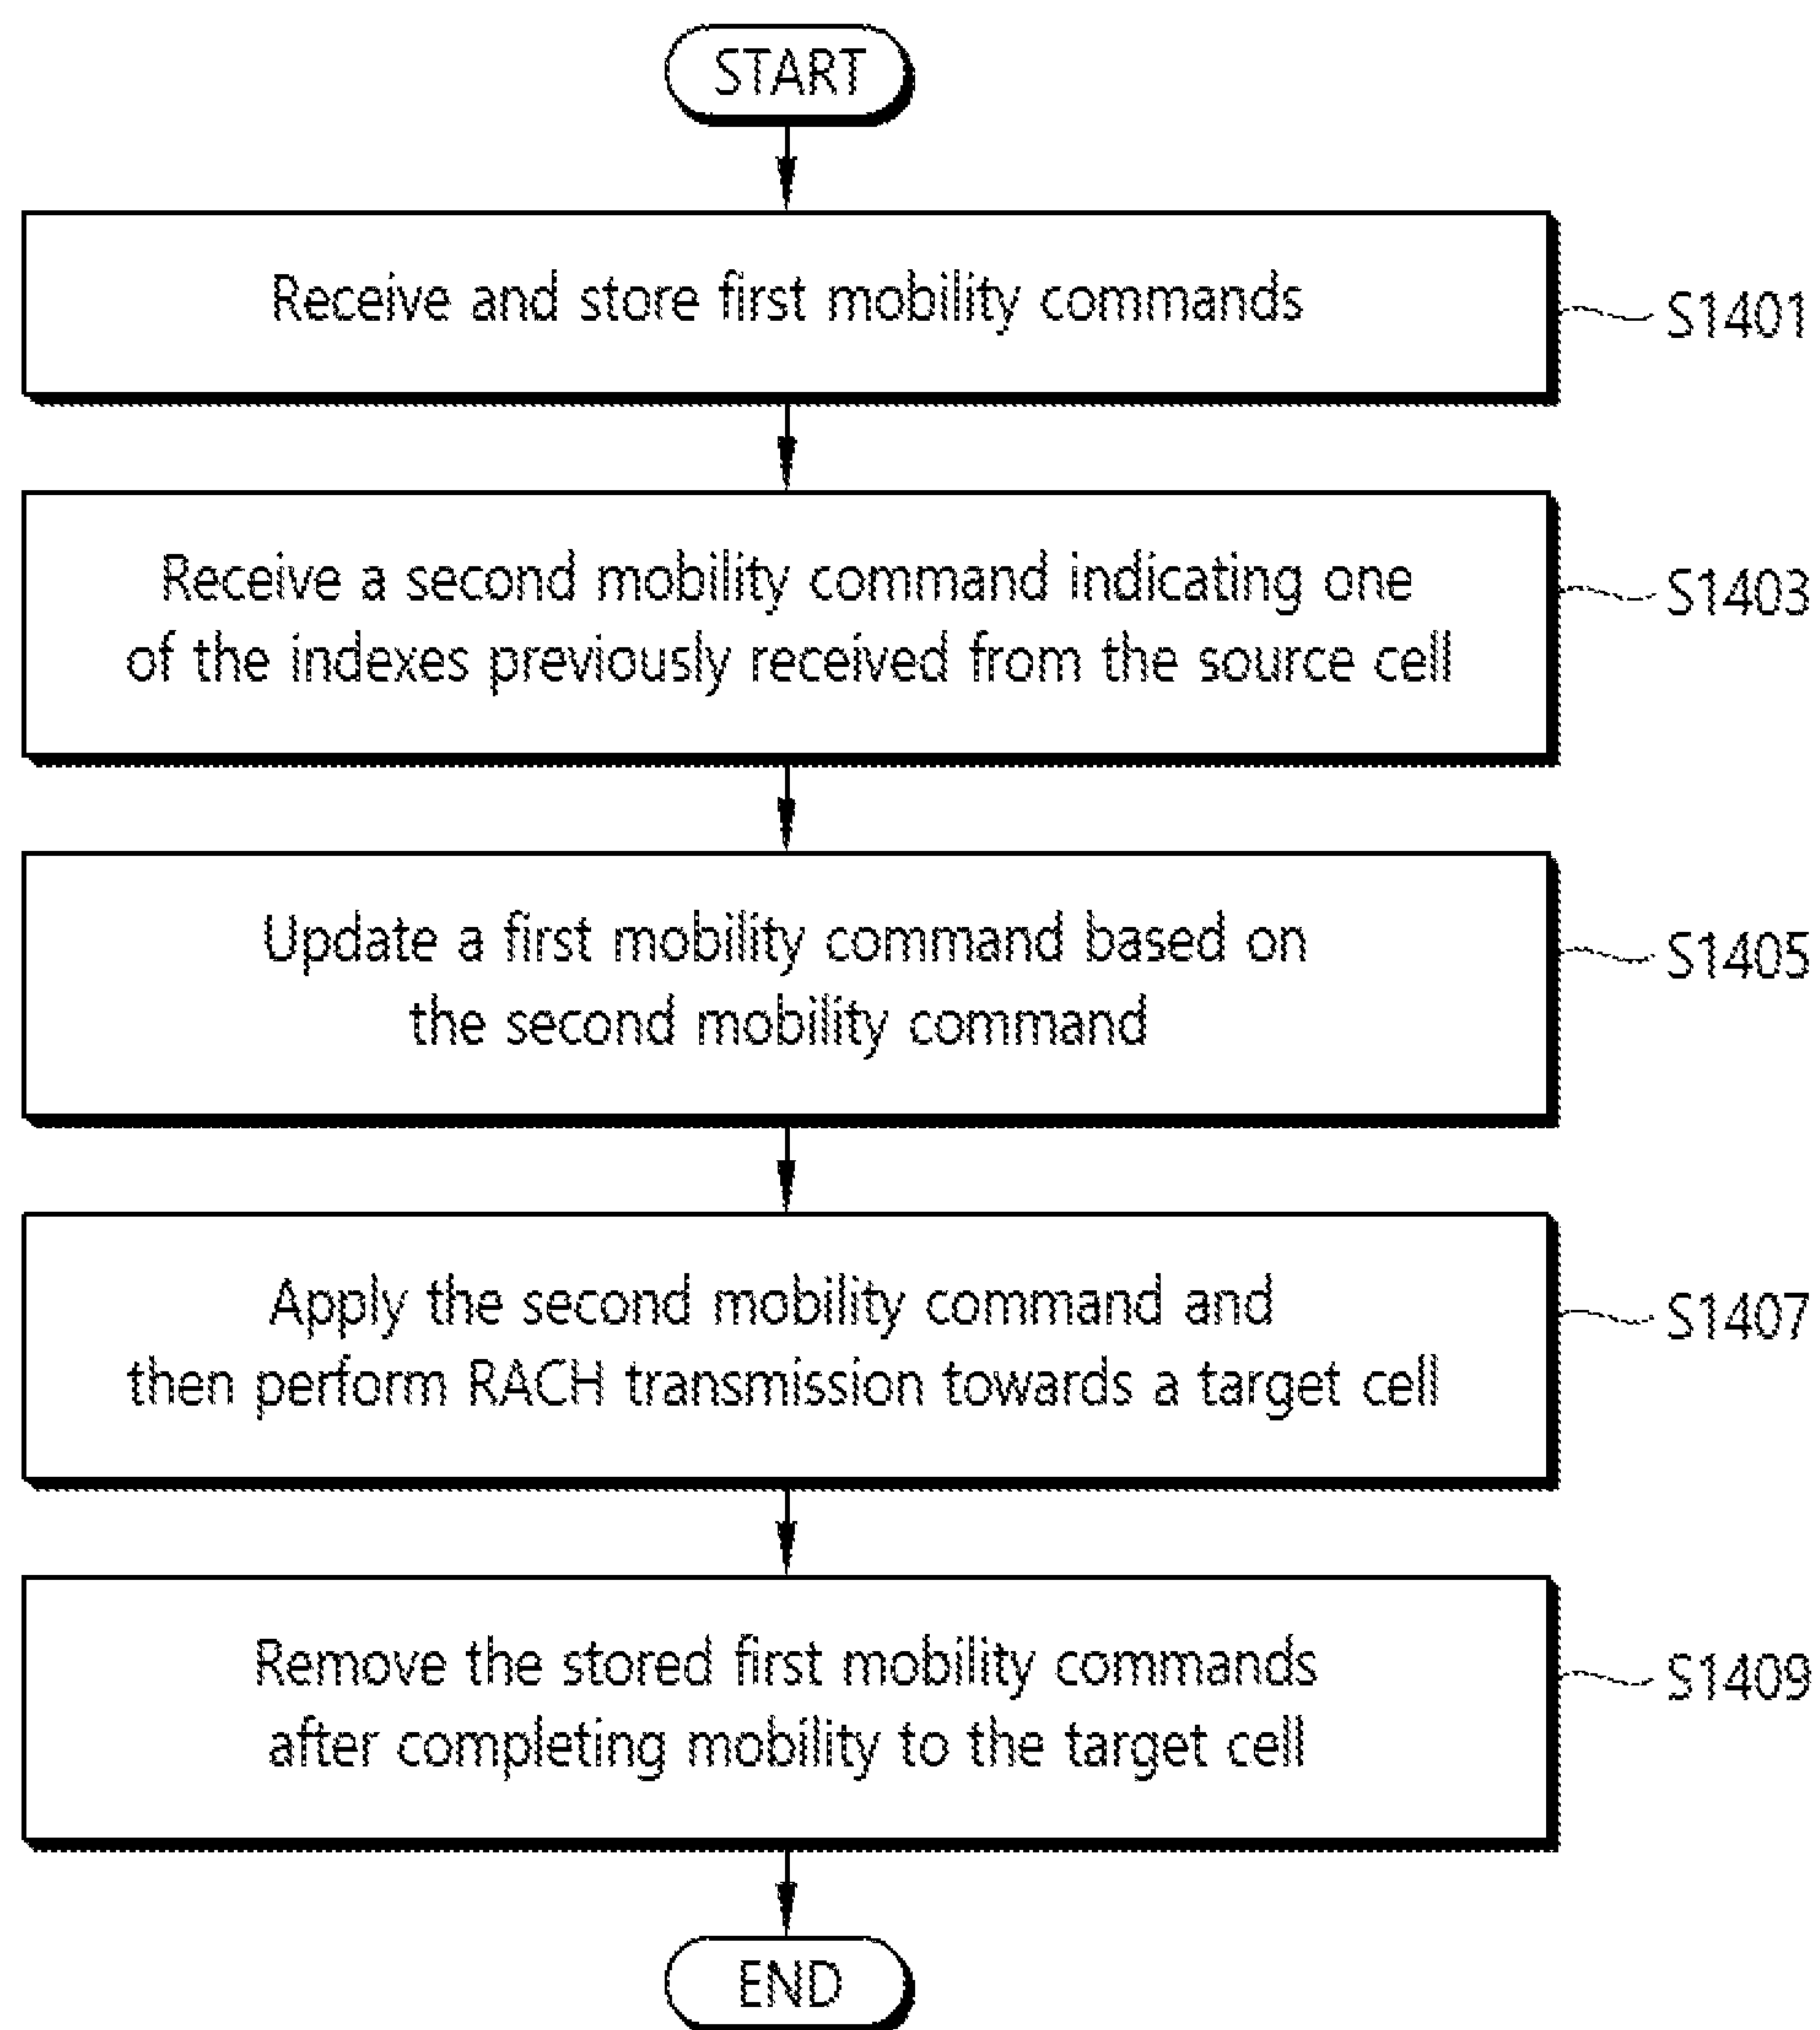 START
Receive and store first mobility commands
S1401
Receive a second mobility command indicating one
of the indexes previously received from the source cell
S1403
Update a first mobility command based on
the second mobility command
S1405
Apply the second mobility command and
then perform RACH transmission towards a target cell
S1407
Remove the stored first mobility commands
after completing mobility to the target cell
S1409
END